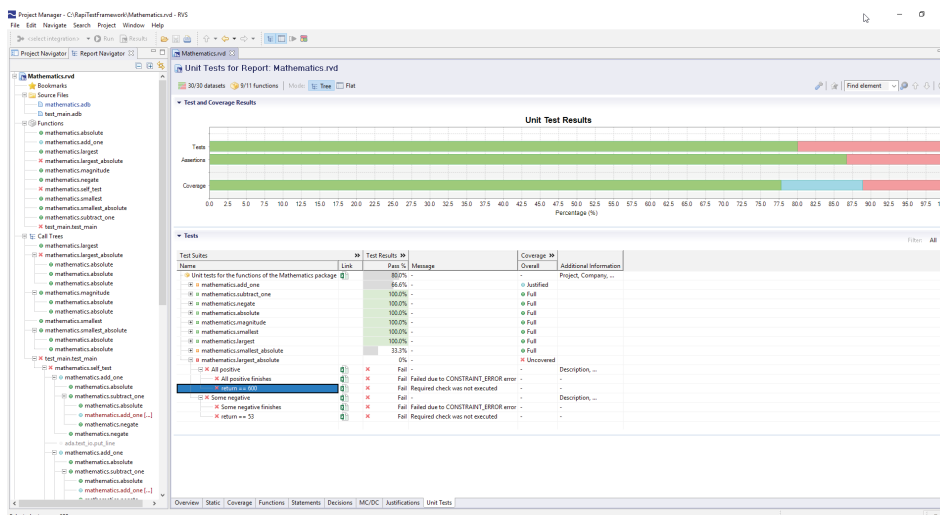 Project Manager - C:\RapiTestFramework\Mathematics.rvd - RVS
File Edit Navigate Search Project Window Help
<select integration> Run Results
Project Navigator Report Navigator
Mathematics.rvd
Bookmarks
Source Files
mathematics.adb
test_main.adb
Functions
mathematics.absolute
mathematics.add_one
mathematics.largest
mathematics.largest_absolute
mathematics.magnitude
mathematics.negate
mathematics.self_test
mathematics.smallest
mathematics.smallest_absolute
mathematics.subtract_one
test_main.test_main
Call Trees
mathematics.largest
mathematics.largest_absolute
mathematics.absolute
mathematics.absolute
mathematics.magnitude
mathematics.absolute
mathematics.absolute
mathematics.smallest
mathematics.smallest_absolute
mathematics.absolute
mathematics.absolute
test_main.test_main
mathematics.self_test
mathematics.add_one
mathematics.absolute
mathematics.subtract_one
mathematics.absolute
mathematics.add_one [...]
mathematics.negate
mathematics.negate
ada.text_io.put_line
mathematics.add_one
mathematics.absolute
mathematics.subtract_one
mathematics.absolute
mathematics.add_one [...]
Mathematics.rvd
Unit Tests for Report: Mathematics.rvd
30/30 datasets 9/11 functions Mode: Tree Flat
Find element
Test and Coverage Results
Unit Test Results
Tests
Assertions
Coverage
0.0 2.5 5.0 7.5 10.0 12.5 15.0 17.5 20.0 22.5 25.0 27.5 30.0 32.5 35.0 37.5 40.0 42.5 45.0 47.5 50.0 52.5 55.0 57.5 60.0 62.5 65.0 67.5 70.0 72.5 75.0 77.5 80.0 82.5 85.0 87.5 90.0 92.5 95.0 97.5
Percentage (%)
Tests
Filter: All
Test Suites Test Results Coverage
Name Link Pass % Message Overall Additional Information
Unit tests for the functions of the Mathematics package 80.0% - - Project, Company, ...
mathematics.add_one 66.6% - Justified
mathematics.subtract_one 100.0% - Full
mathematics.negate 100.0% - Full
mathematics.absolute 100.0% - Full
mathematics.magnitude 100.0% - Full
mathematics.smallest 100.0% - Full
mathematics.largest 100.0% - Full
mathematics.smallest_absolute 33.3% - Full
mathematics.largest_absolute 0% - Uncovered
All positive Fail - - Description, ...
All positive finishes Fail Failed due to CONSTRAINT_ERROR error - -
return == 600 Fail Required check was not executed - -
Some negative Fail - - Description, ...
Some negative finishes Fail Failed due to CONSTRAINT_ERROR error - -
return == 53 Fail Required check was not executed - -
Overview Static Coverage Functions Statements Decisions MC/DC Justifications Unit Tests